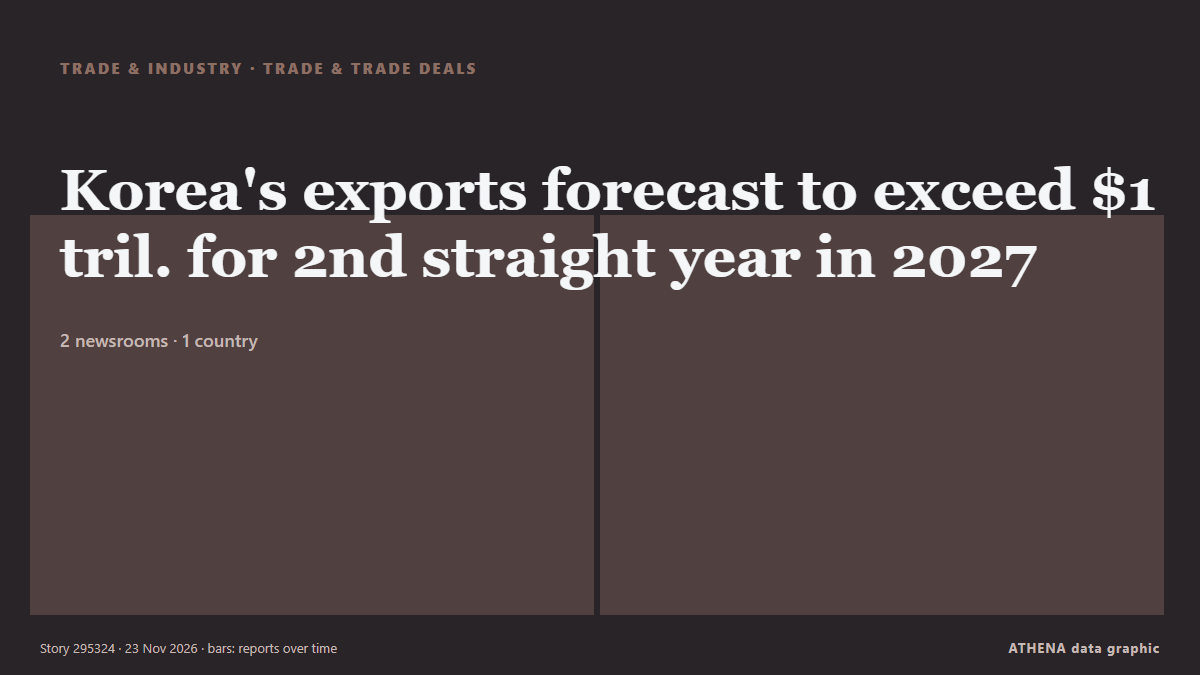 TRADE & INDUSTRY · TRADE & TRADE DEALS
Korea's exports forecast to exceed $1
tril. for 2nd straight year in 2027
2 newsrooms · 1 country
Story 295324 · 23 Nov 2026 · bars: reports over time
ATHENA data graphic